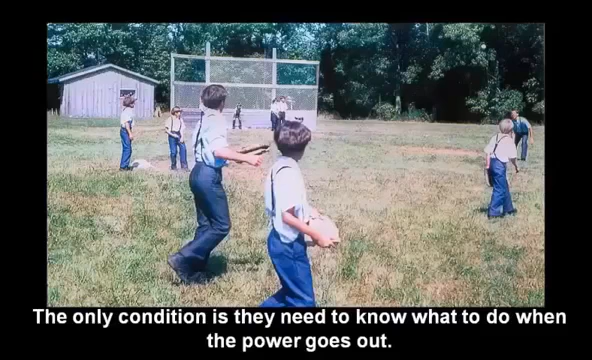 The only condition is they need to know what to do when
the power goes out.